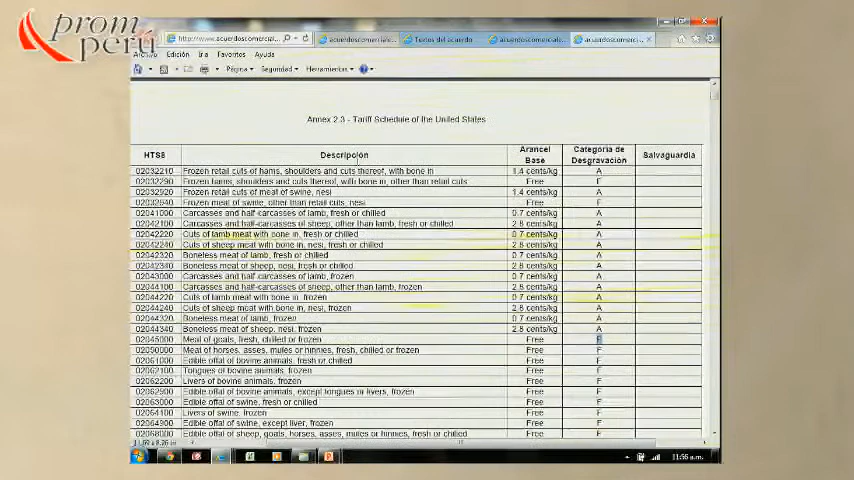 prom
perú
http://www.acuerdoscomerciale...
acuerdoscomerciale...
Textos del acuerdo
acuerdoscomerciale...
acuerdoscomerci...
Archivo Edición Ir a Favoritos Ayuda
Página Seguridad Herramientas
Annex 2.3 - Tariff Schedule of the United States
HTS8 Descripción Arancel Base Categoria de Desgravación Salvaguardia
02032210 Frozen retail cuts of hams, shoulders and cuts thereof, with bone in 1.4 cents/kg A
02032290 Frozen hams, shoulders and cuts thereof, with bone in, other than retail cuts Free F
02032920 Frozen retail cuts of meat of swine, nesi 1.4 cents/kg A
02032940 Frozen meat of swine, other than retail cuts, nesi Free F
02041000 Carcasses and half-carcasses of lamb, fresh or chilled 0.7 cents/kg A
02042100 Carcasses and half-carcasses of sheep, other than lamb, fresh or chilled 2.8 cents/kg A
02042220 Cuts of lamb meat with bone in, fresh or chilled 0.7 cents/kg A
02042240 Cuts of sheep meat with bone in, nesi, fresh or chilled 2.8 cents/kg A
02042320 Boneless meat of lamb, fresh or chilled 0.7 cents/kg A
02042340 Boneless meat of sheep, nesi, fresh or chilled 2.8 cents/kg A
02043000 Carcasses and half-carcasses of lamb, frozen 0.7 cents/kg A
02044100 Carcasses and half-carcasses of sheep, other than lamb, frozen 2.8 cents/kg A
02044220 Cuts of lamb meat with bone in, frozen 0.7 cents/kg A
02044240 Cuts of sheep meat with bone in, nesi, frozen 2.8 cents/kg A
02044320 Boneless meat of lamb, frozen 0.7 cents/kg A
02044340 Boneless meat of sheep, nesi, frozen 2.8 cents/kg A
02045000 Meat of goats, fresh, chilled or frozen Free F
02050000 Meat of horses, asses, mules or hinnies, fresh, chilled or frozen Free F
02061000 Edible offal of bovine animals, fresh or chilled Free F
02062100 Tongues of bovine animals, frozen Free F
02062200 Livers of bovine animals, frozen Free F
02062900 Edible offal of bovine animals, except tongues or livers, frozen Free F
02063000 Edible offal of swine, fresh or chilled Free F
02064100 Livers of swine, frozen Free F
02064900 Edible offal of swine, except liver, frozen Free F
02068000 Edible offal of sheep, goats, horses, asses, mules or hinnies, fresh or chilled Free F
11:56 a.m.